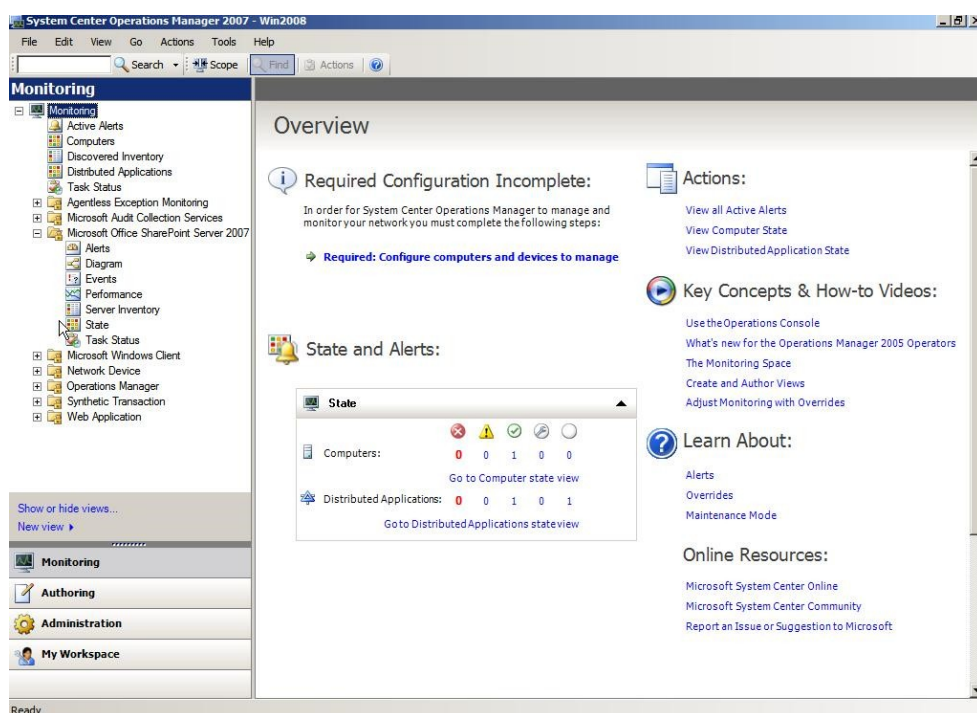 System Center Operations Manager 2007 - Win2008
File Edit View Go Actions Tools Help
Search Scope Find Actions
Monitoring
Monitoring
Active Alerts
Computers
Discovered Inventory
Distributed Applications
Task Status
Agentless Exception Monitoring
Microsoft Audit Collection Services
Microsoft Office SharePoint Server 2007
Alerts
Diagram
Events
Performance
Server Inventory
State
Task Status
Microsoft Windows Client
Network Device
Operations Manager
Synthetic Transaction
Web Application
Show or hide views...
New view
Monitoring
Authoring
Administration
My Workspace
Ready
Overview
Required Configuration Incomplete:
In order for System Center Operations Manager to manage and
monitor your network you must complete the following steps:
Required: Configure computers and devices to manage
State and Alerts:
State
Computers: 0 0 1 0 0
Go to Computer state view
Distributed Applications: 0 0 1 0 1
Go to Distributed Applications state view
Actions:
View all Active Alerts
View Computer State
View Distributed Application State
Key Concepts & How-to Videos:
Use the Operations Console
What's new for the Operations Manager 2005 Operators
The Monitoring Space
Create and Author Views
Adjust Monitoring with Overrides
Learn About:
Alerts
Overrides
Maintenance Mode
Online Resources:
Microsoft System Center Online
Microsoft System Center Community
Report an Issue or Suggestion to Microsoft